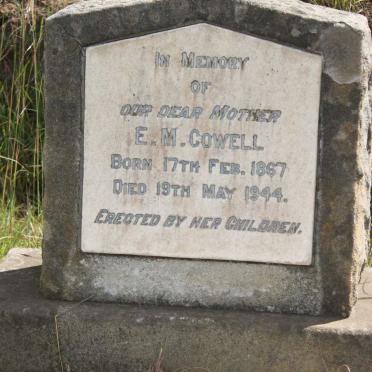 In Memory
of
our dear Mother
E. M. Cowell
Born 17th Feb. 1867
Died 19th May 1944.
Erected by her Children.